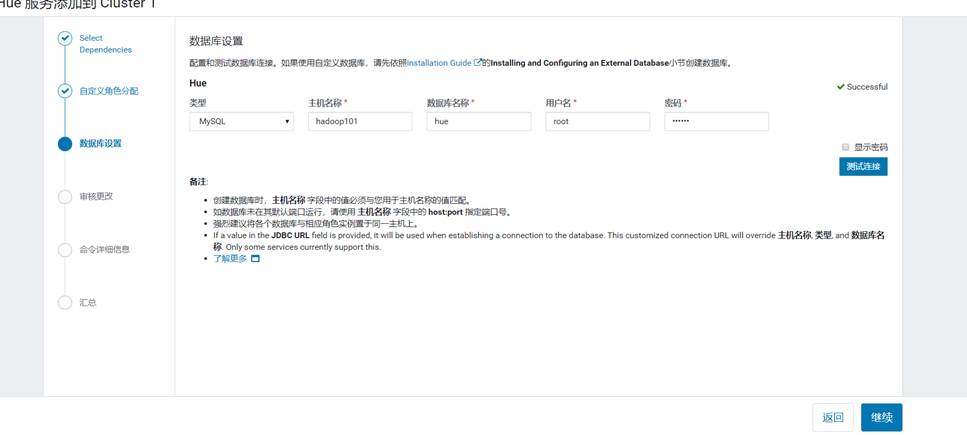 Hue 服务添加到 Cluster 1
Select
Dependencies
自定义角色分配
数据库设置
审核更改
命令详细信息
汇总
数据库设置
配置和测试数据库连接。如果使用自定义数据库，请先依照Installation Guide的Installing and Configuring an External Database小节创建数据库。
Hue
Successful
类型 主机名称 * 数据库名称 * 用户名 * 密码 *
MySQL hadoop101 hue root ••••••
显示密码
测试连接
备注:
• 创建数据库时，主机名称 字段中的值必须与您用于主机名称的值匹配。
• 如数据库未在其默认端口运行，请使用 主机名称 字段中的 host:port 指定端口号。
• 强烈建议将各个数据库与相应角色实例置于同一主机上。
• If a value in the JDBC URL field is provided, it will be used when establishing a connection to the database. This customized connection URL will override 主机名称, 类型, and 数据库名
称. Only some services currently support this.
• 了解更多
返回
继续